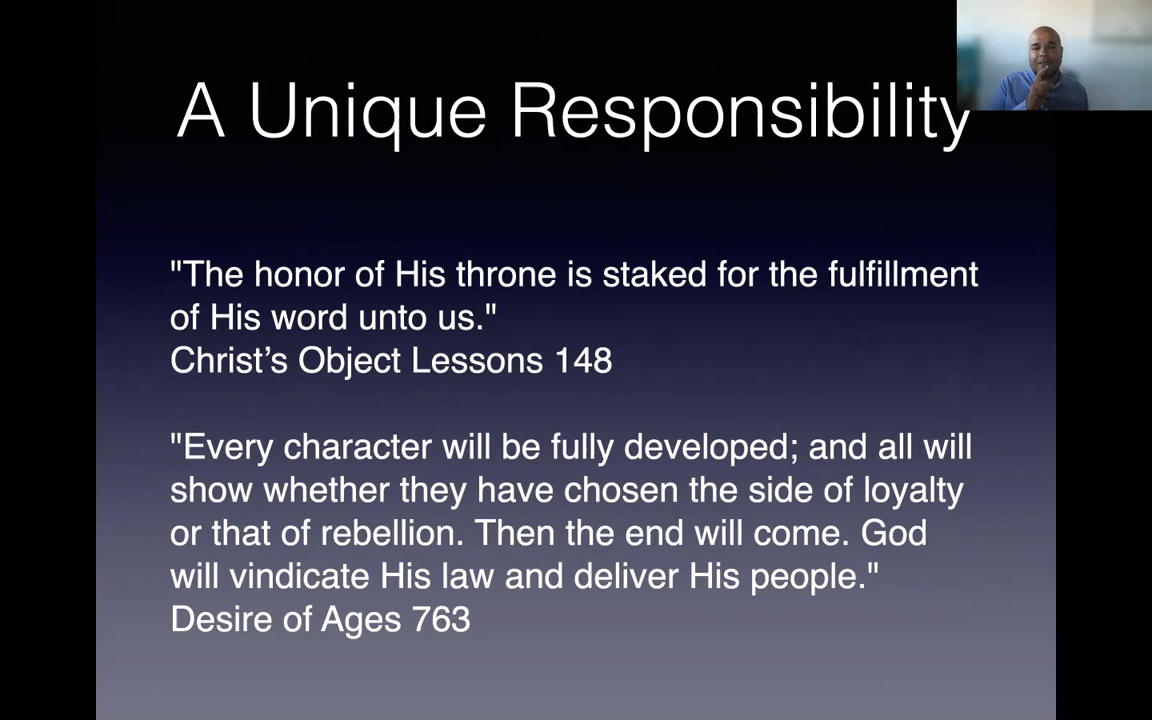 A Unique Responsibility
"The honor of His throne is staked for the fulfillment
of His word unto us."
Christ’s Object Lessons 148
"Every character will be fully developed; and all will
show whether they have chosen the side of loyalty
or that of rebellion. Then the end will come. God
will vindicate His law and deliver His people."
Desire of Ages 763